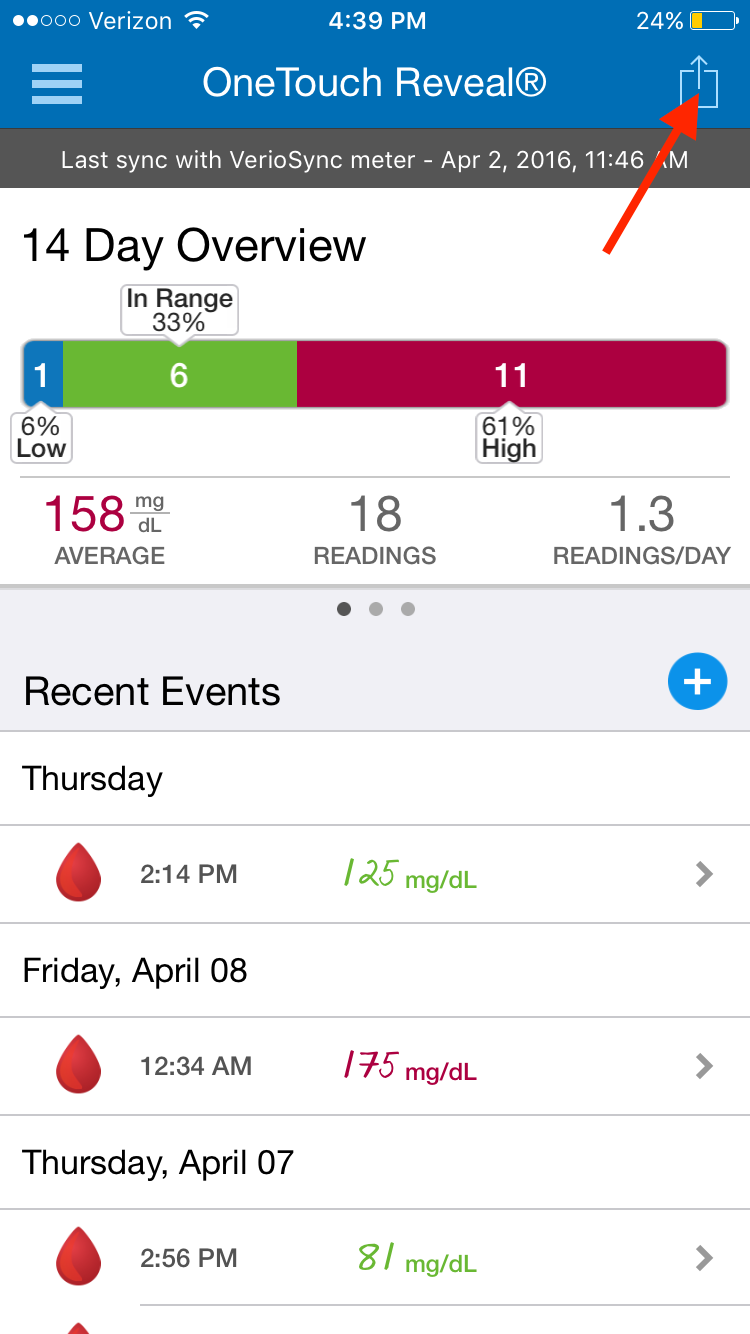 Verizon 4:39 PM 24%
OneTouch Reveal®
Last sync with VerioSync meter - Apr 2, 2016, 11:46 AM
14 Day Overview
In Range
33%
1 6 11
6% 61%
Low High
158 mg/dL 18 1.3
AVERAGE READINGS READINGS/DAY
Recent Events +
Thursday
2:14 PM 125 mg/dL
Friday, April 08
12:34 AM 175 mg/dL
Thursday, April 07
2:56 PM 81 mg/dL